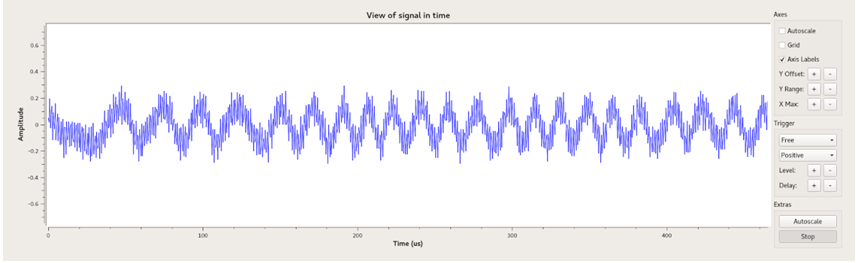 View of signal in time
Amplitude
0.6
0.4
0.2
0
-0.2
-0.4
-0.6
0
100
200
300
400
Time (us)
Axes
Autoscale
Grid
✓ Axis Labels
Y Offset: + -
Y Range: + -
X Max: + -
Trigger
Free
Positive
Level: + -
Delay: + -
Extras
Autoscale
Stop